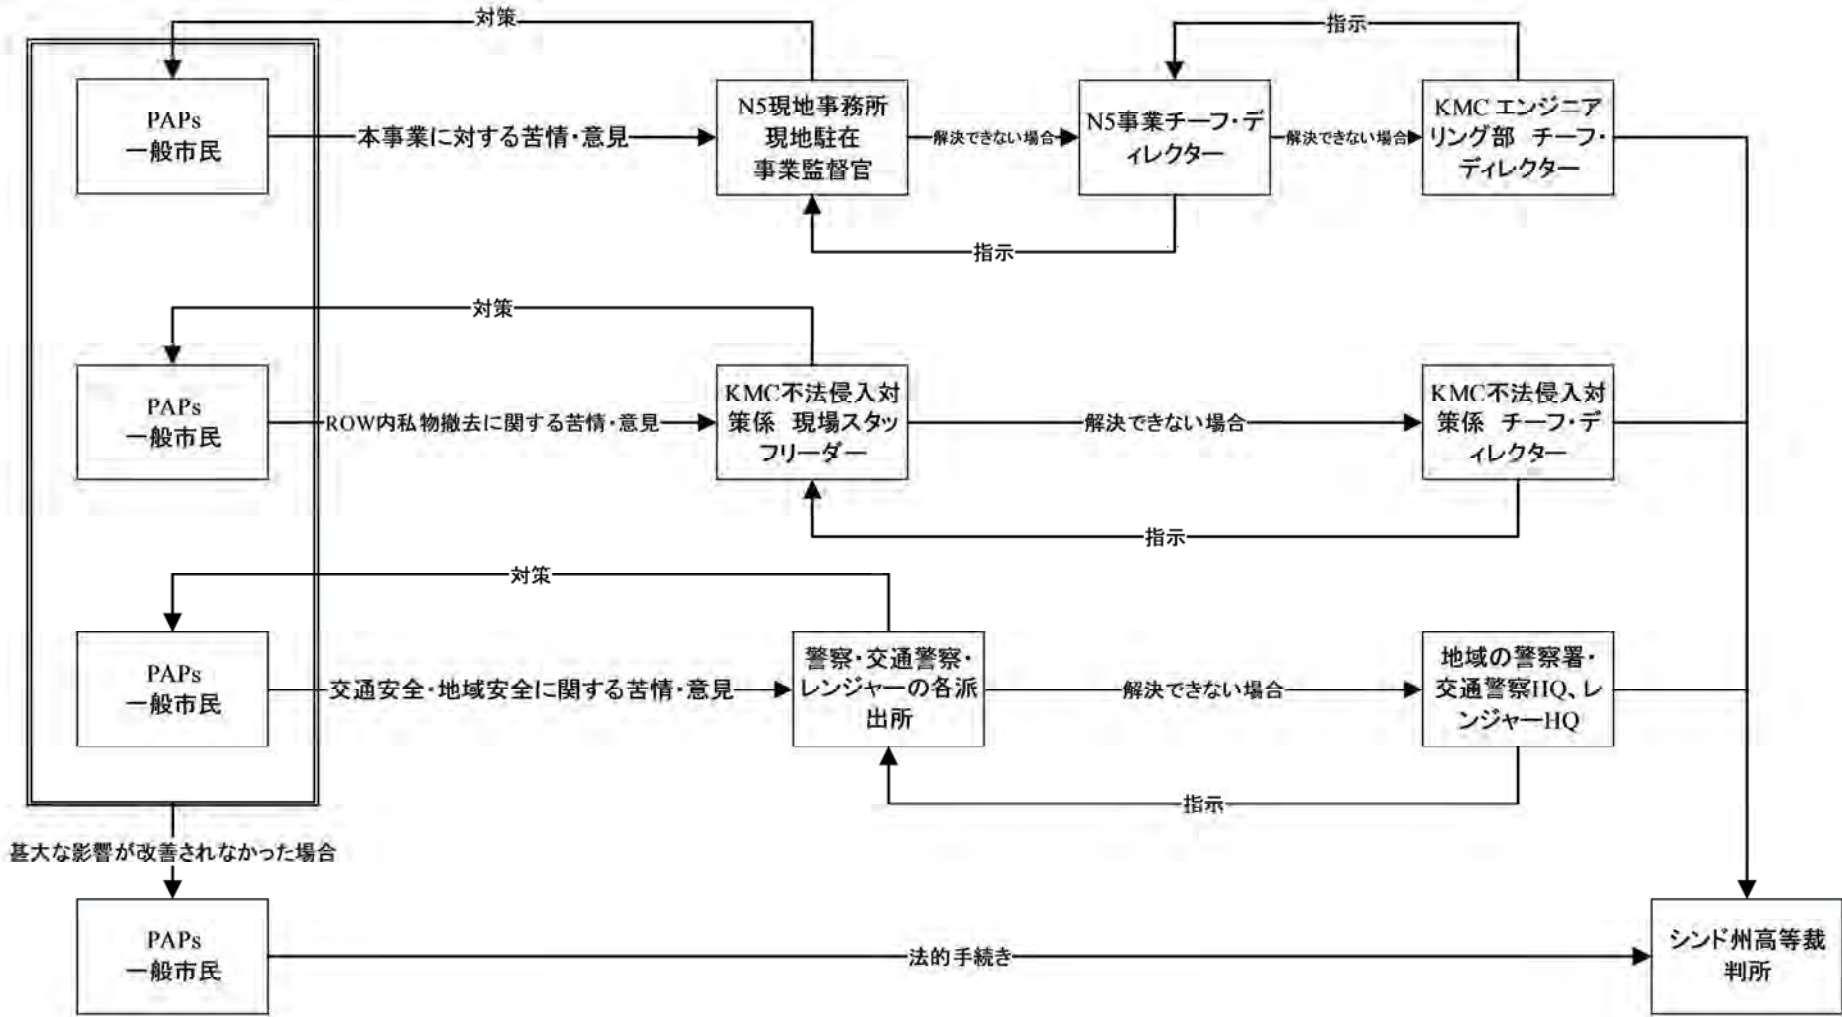 対策
指示
PAPs
一般市民
本事業に対する苦情・意見
N5現地事務所
現地駐在
事業監督官
解決できない場合
N5事業チーフ・デ
ィレクター
解決できない場合
KMC エンジニア
リング部 チーフ・
ディレクター
指示
対策
PAPs
一般市民
ROW内私物撤去に関する苦情・意見
KMC不法侵入対
策係 現場スタッ
フリーダー
解決できない場合
KMC不法侵入対
策係 チーフ・デ
ィレクター
指示
対策
PAPs
一般市民
交通安全・地域安全に関する苦情・意見
警察・交通警察・
レンジャーの各派
出所
解決できない場合
地域の警察署・
交通警察HQ、レ
ンジャーHQ
指示
甚大な影響が改善されなかった場合
PAPs
一般市民
法的手続き
シンド州高等裁
判所